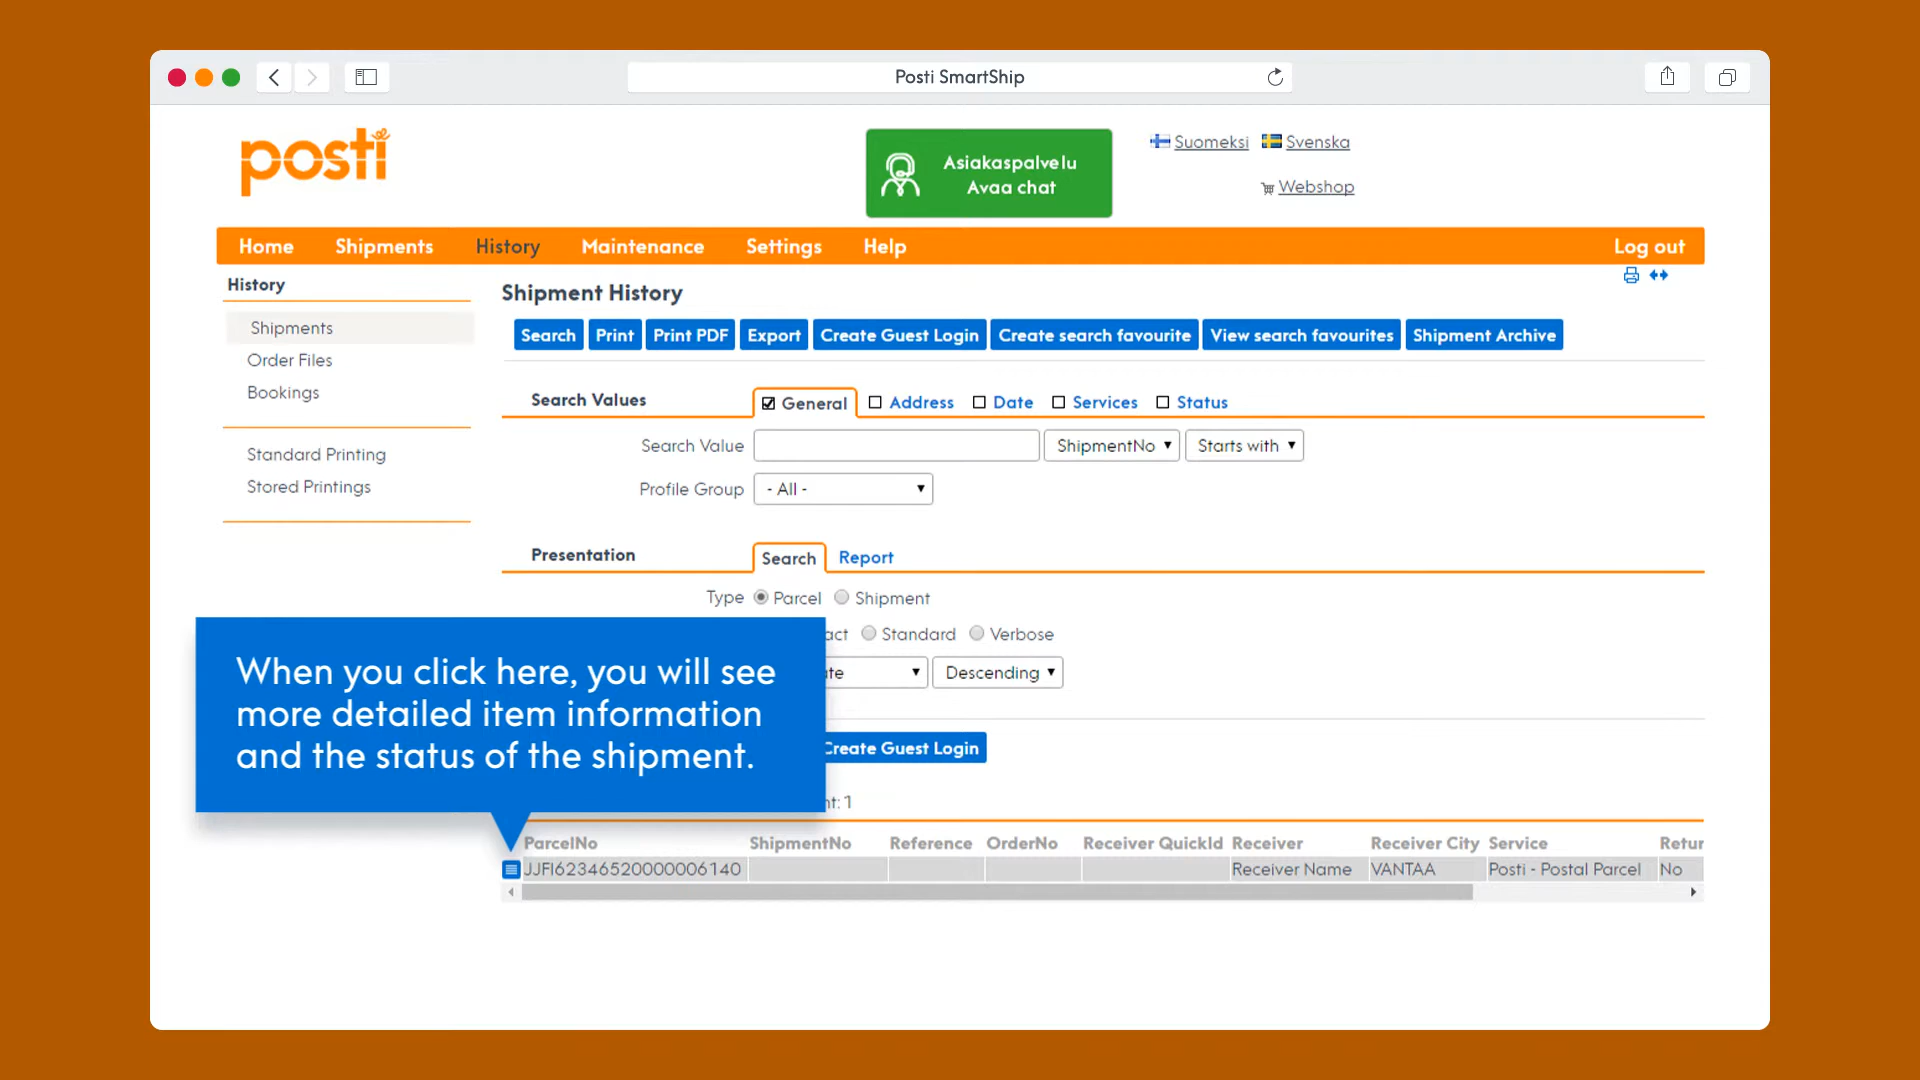 Posti SmartShip
posti
Asiakaspalvelu
Avaa chat
Suomeksi Svenska
Webshop
Home Shipments History Maintenance Settings Help Log out
History
Shipments
Order Files
Bookings
Standard Printing
Stored Printings
Shipment History
Search Print Print PDF Export Create Guest Login Create search favourite View search favourites Shipment Archive
Search Values General Address Date Services Status
Search Value ShipmentNo Starts with
Profile Group - All -
Presentation Search Report
Type Parcel Shipment
Standard Verbose
Descending
When you click here, you will see
more detailed item information
and the status of the shipment.
Create Guest Login
1
ParcelNo ShipmentNo Reference OrderNo Receiver QuickId Receiver Receiver City Service Retur
JJFI62346520000006140 Receiver Name VANTAA Posti - Postal Parcel No